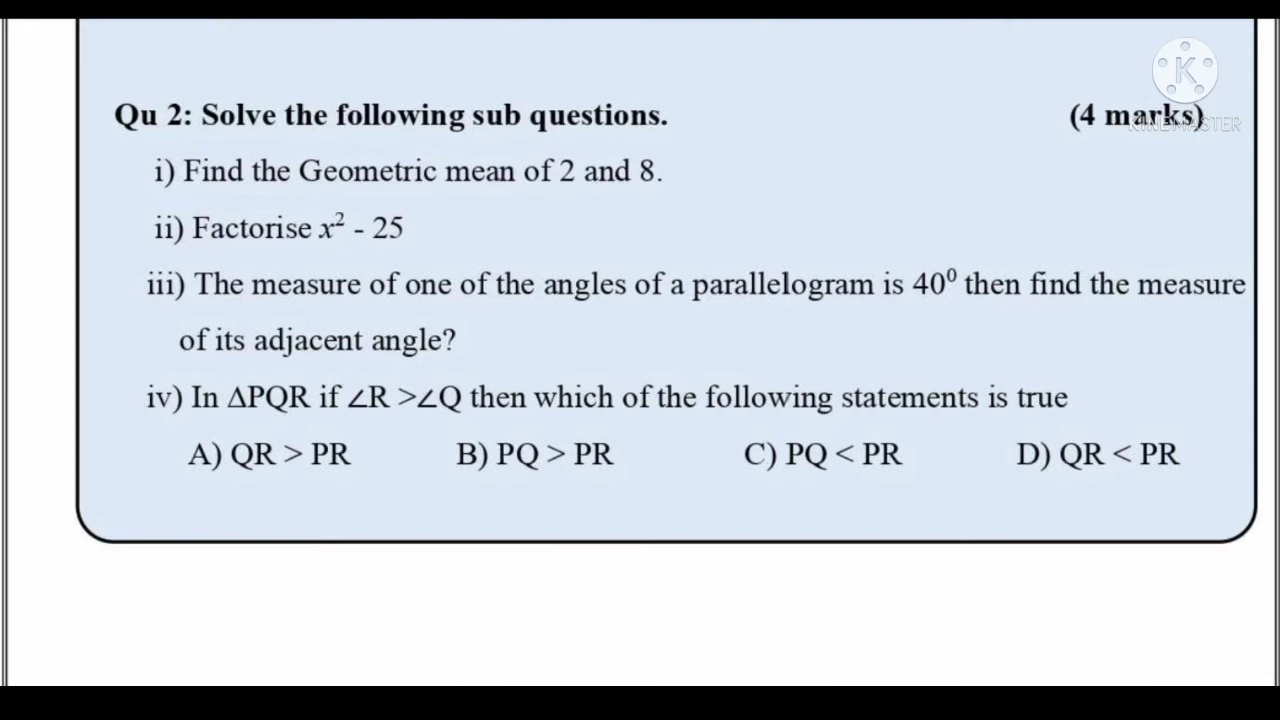 Qu 2: Solve the following sub questions. (4 marks)
K
KINEMASTER
i) Find the Geometric mean of 2 and 8.
ii) Factorise x² - 25
iii) The measure of one of the angles of a parallelogram is 40⁰ then find the measure
of its adjacent angle?
iv) In ΔPQR if ∠R >∠Q then which of the following statements is true
A) QR > PR B) PQ > PR C) PQ < PR D) QR < PR